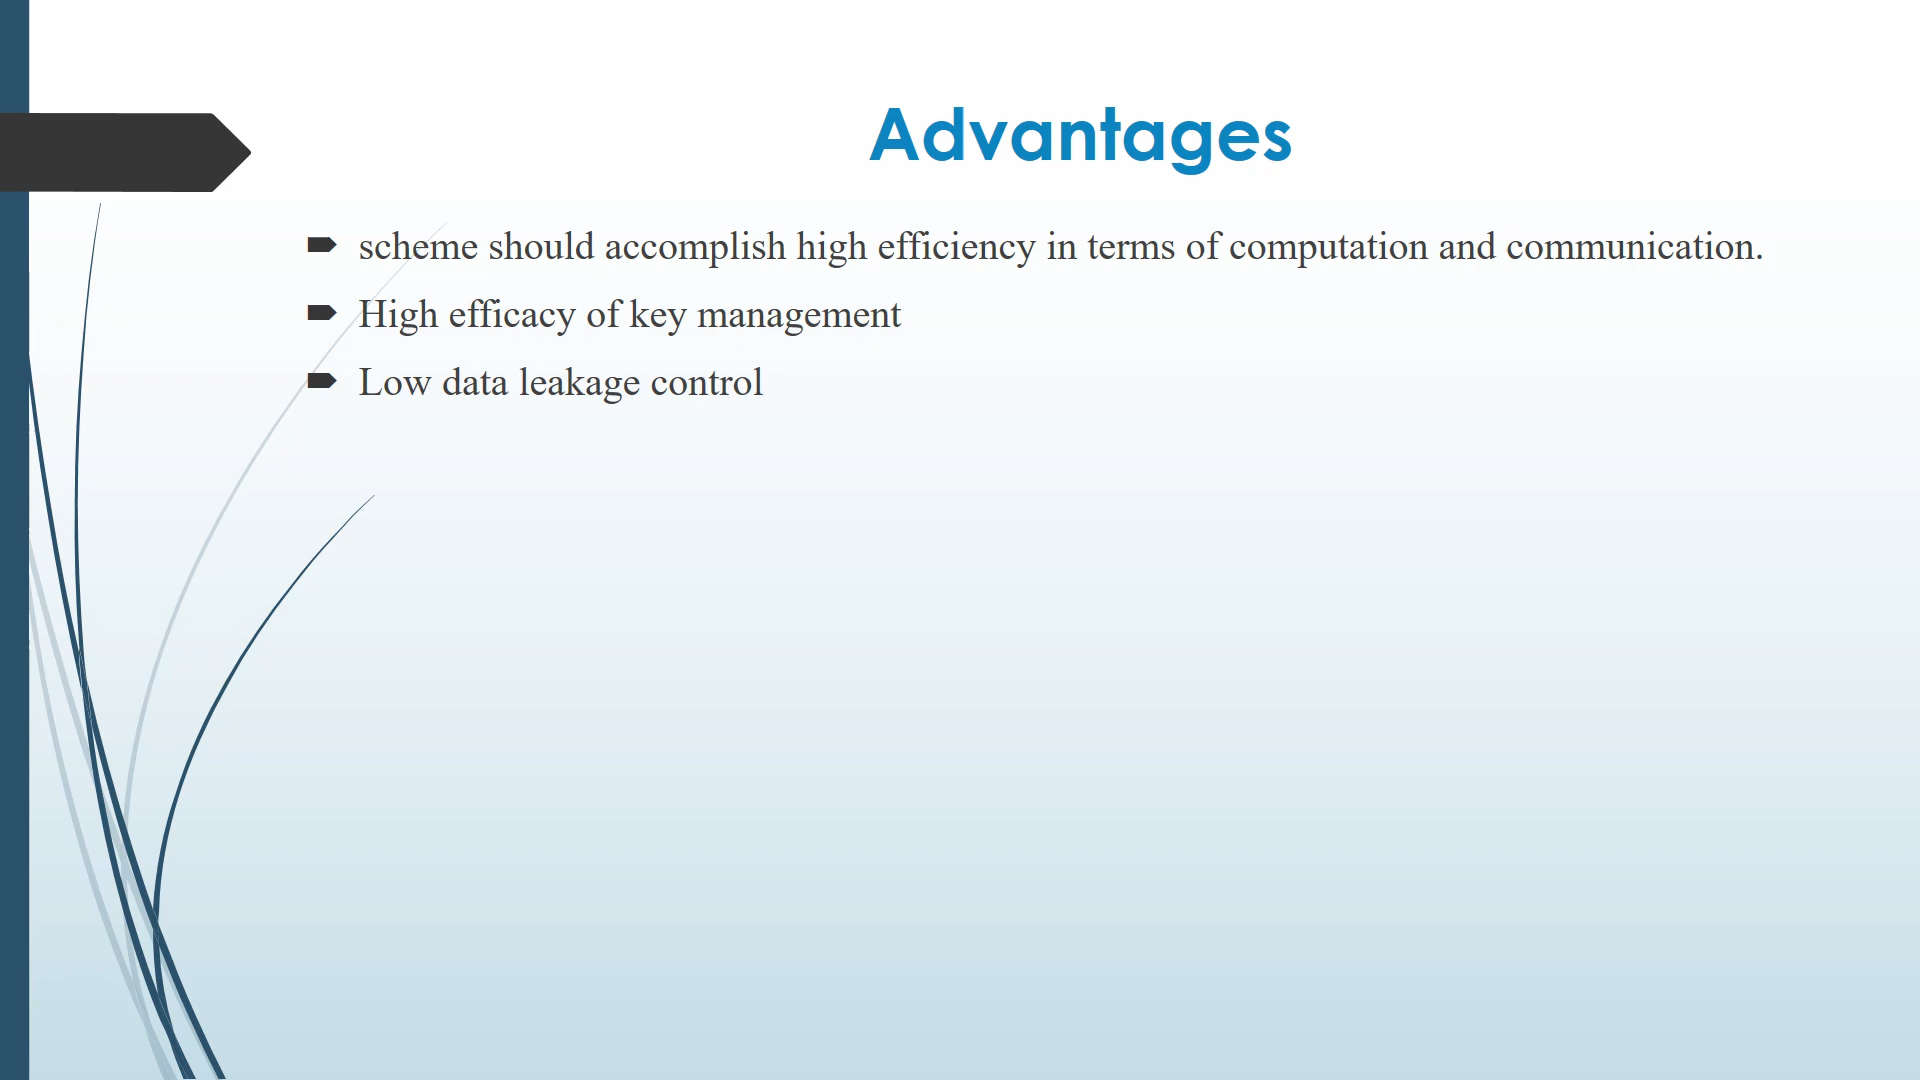 Advantages
scheme should accomplish high efficiency in terms of computation and communication.
High efficacy of key management
Low data leakage control